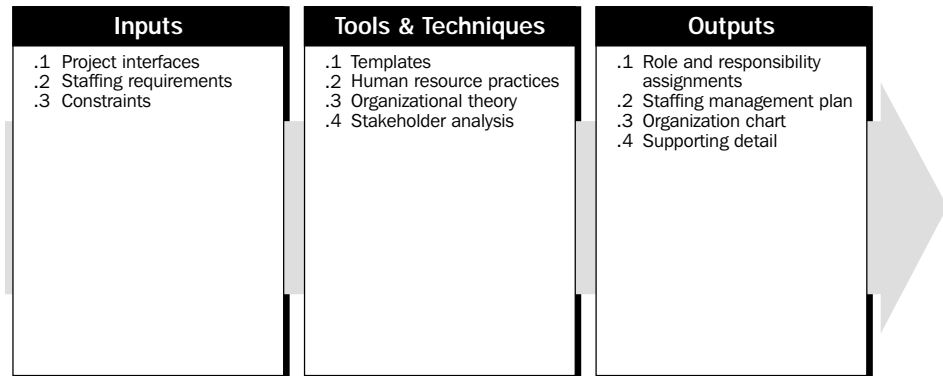 Inputs
.1 Project interfaces
.2 Staffing requirements
.3 Constraints
Tools & Techniques
.1 Templates
.2 Human resource practices
.3 Organizational theory
.4 Stakeholder analysis
Outputs
.1 Role and responsibility
assignments
.2 Staffing management plan
.3 Organization chart
.4 Supporting detail